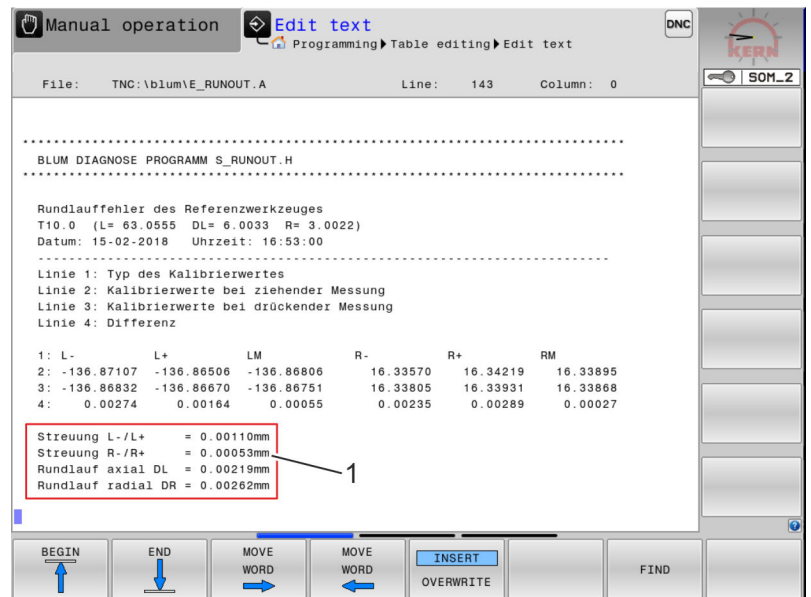 Manual operation
Edit text
Programming Table editing Edit text
DNC
KERN
SOM_2
File: TNC:\blum\E_RUNOUT.A Line: 143 Column: 0
................................................................................
BLUM DIAGNOSE PROGRAMM S_RUNOUT.H
................................................................................
Rundlauffehler des Referenzwerkzeuges
T10.0 (L= 63.0555 DL= 6.0033 R= 3.0022)
Datum: 15-02-2018 Uhrzeit: 16:53:00
--------------------------------------------------------------------------
Linie 1: Typ des Kalibrierwertes
Linie 2: Kalibrierwerte bei ziehender Messung
Linie 3: Kalibrierwerte bei drückender Messung
Linie 4: Differenz
1: L- L+ LM R- R+ RM
2: -136.87107 -136.86506 -136.86806 16.33570 16.34219 16.33895
3: -136.86832 -136.86670 -136.86751 16.33805 16.33931 16.33868
4: 0.00274 0.00164 0.00055 0.00235 0.00289 0.00027
Streuung L-/L+ = 0.00110mm
Streuung R-/R+ = 0.00053mm
Rundlauf axial DL = 0.00219mm
Rundlauf radial DR = 0.00262mm
1
BEGIN
END
MOVE WORD
MOVE WORD
INSERT
OVERWRITE
FIND